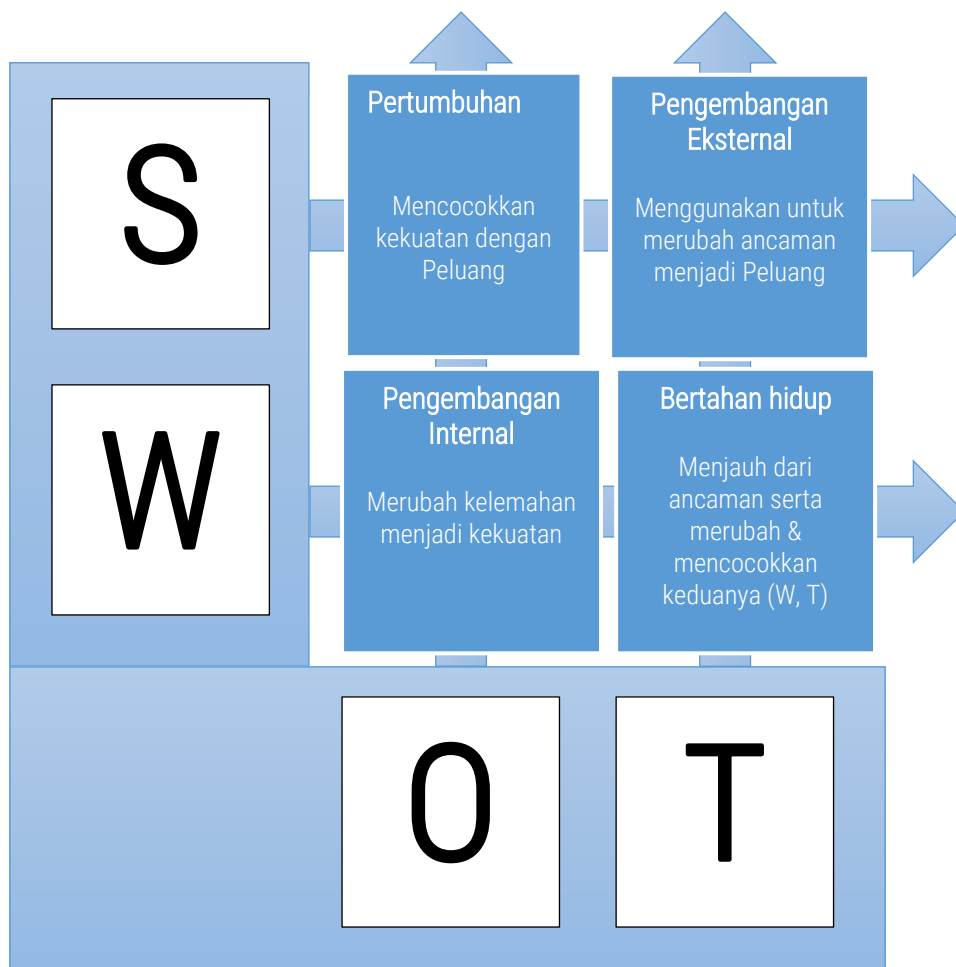 S
Pertumbuhan
Mencocokkan
kekuatan dengan
Peluang
Pengembangan
Eksternal
Menggunakan untuk
merubah ancaman
menjadi Peluang
W
Pengembangan
Internal
Merubah kelemahan
menjadi kekuatan
Bertahan hidup
Menjauh dari
ancaman serta
merubah &
mencocokkan
keduanya (W, T)
O
T